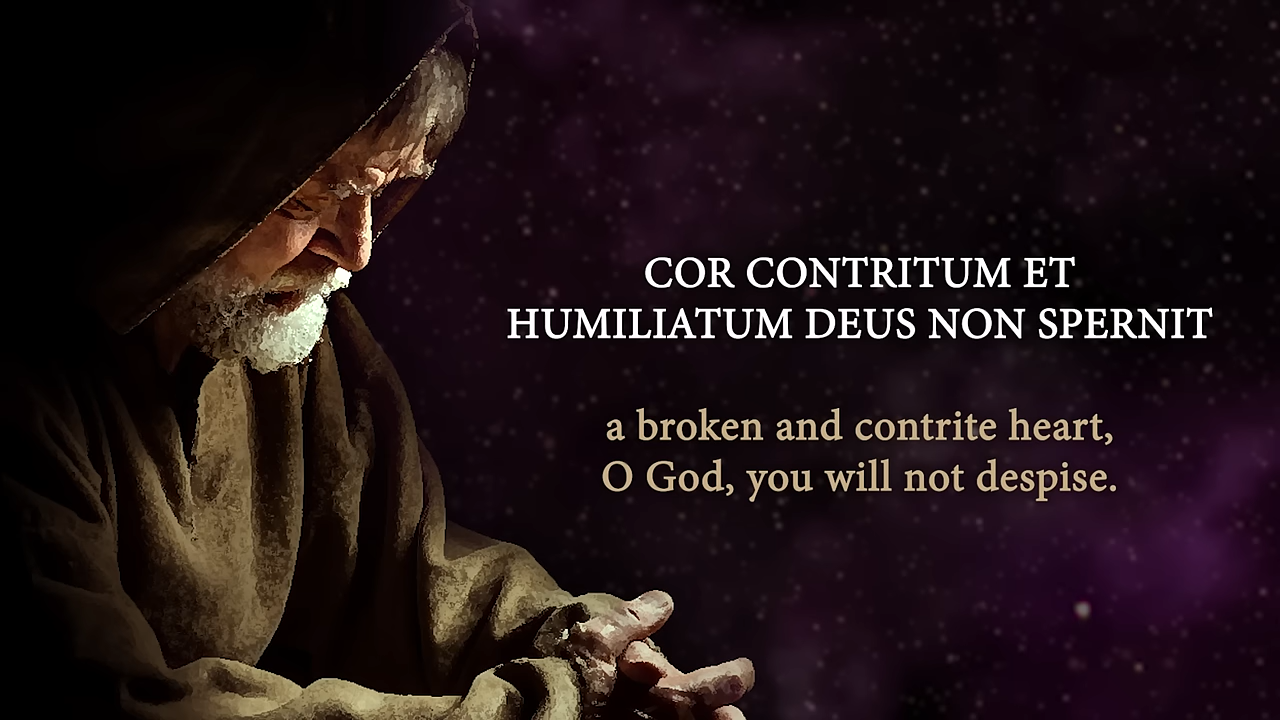 COR CONTRITUM ET
HUMILIATUM DEUS NON SPERNIT
a broken and contrite heart,
O God, you will not despise.